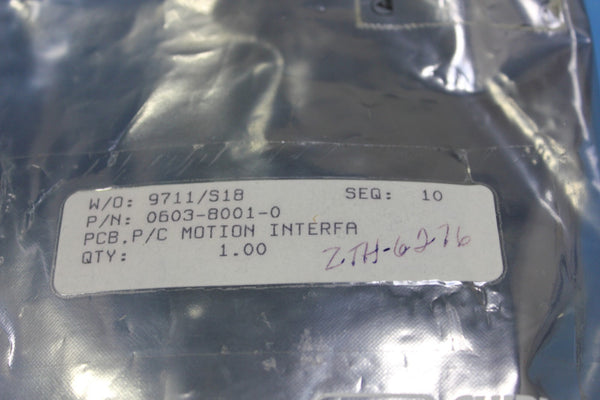 W/O: 9711/S18 SEQ: 10
P/N: 0603-8001-0
PCB,P/C MOTION INTERFA
QTY: 1.00
ZTH-6276